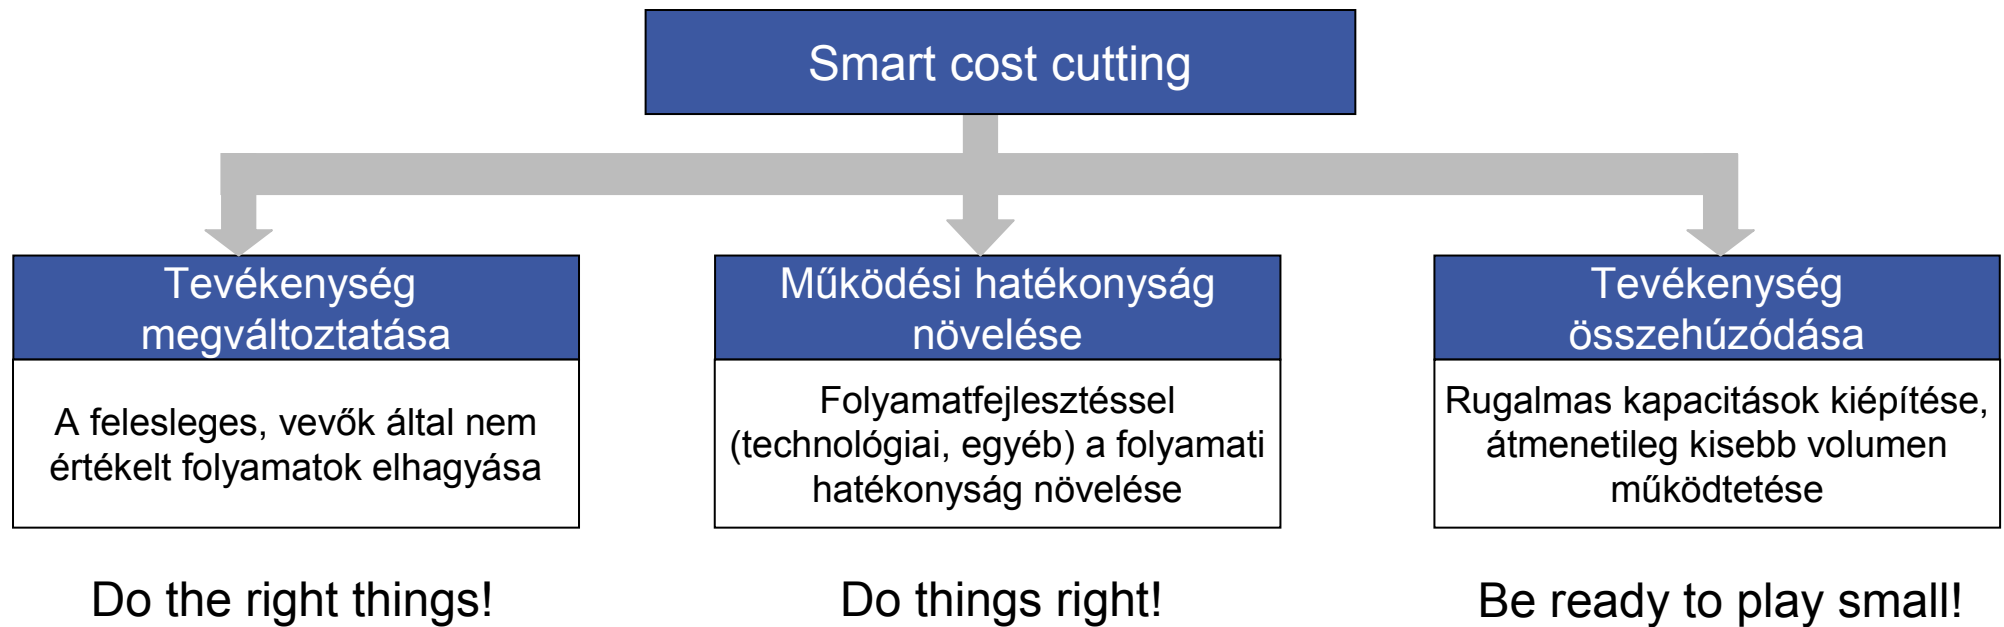 Smart cost cutting
Tevékenység
megváltoztatása
A felesleges, vevők által nem
értékelt folyamatok elhagyása
Do the right things!
Működési hatékonyság
növelése
Folyamatfejlesztéssel
(technológiai, egyéb) a folyamati
hatékonyság növelése
Do things right!
Tevékenység
összehúzódása
Rugalmas kapacitások kiépítése,
átmenetileg kisebb volumen
működtetése
Be ready to play small!